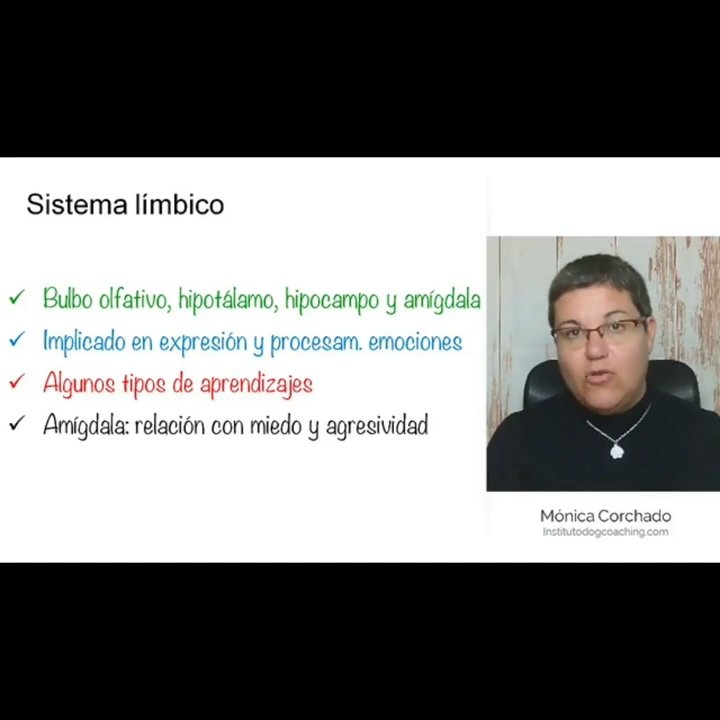 Sistema límbico
Bulbo olfativo, hipotálamo, hipocampo y amígdala
Implicado en expresión y procesam. emociones
Algunos tipos de aprendizajes
Amígdala: relación con miedo y agresividad
Mónica Corchado
Institutodogcoaching.com